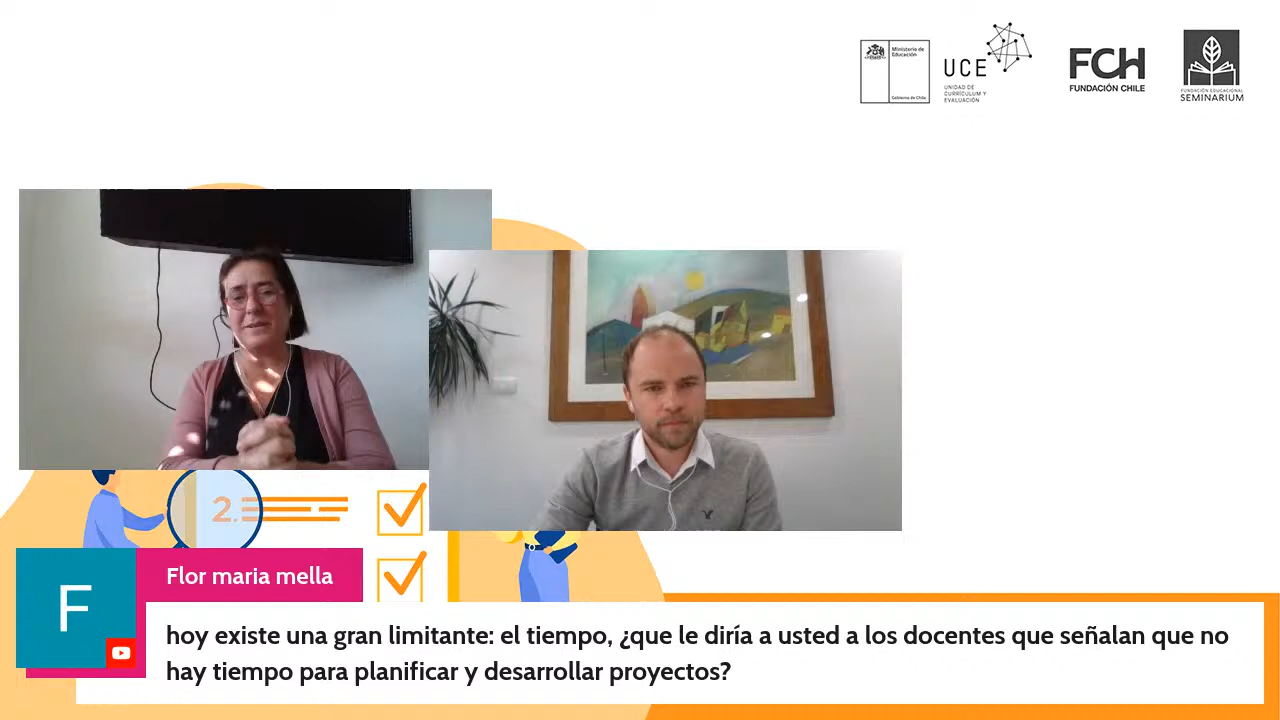 Ministerio de
Educación
Gobierno de Chile
UCE
UNIDAD DE
CURRÍCULUM Y
EVALUACIÓN
FCH
FUNDACIÓN CHILE
FUNDACIÓN EDUCACIONAL
SEMINARIUM
2.
F
Flor maria mella
hoy existe una gran limitante: el tiempo, ¿que le diría a usted a los docentes que señalan que no
hay tiempo para planificar y desarrollar proyectos?